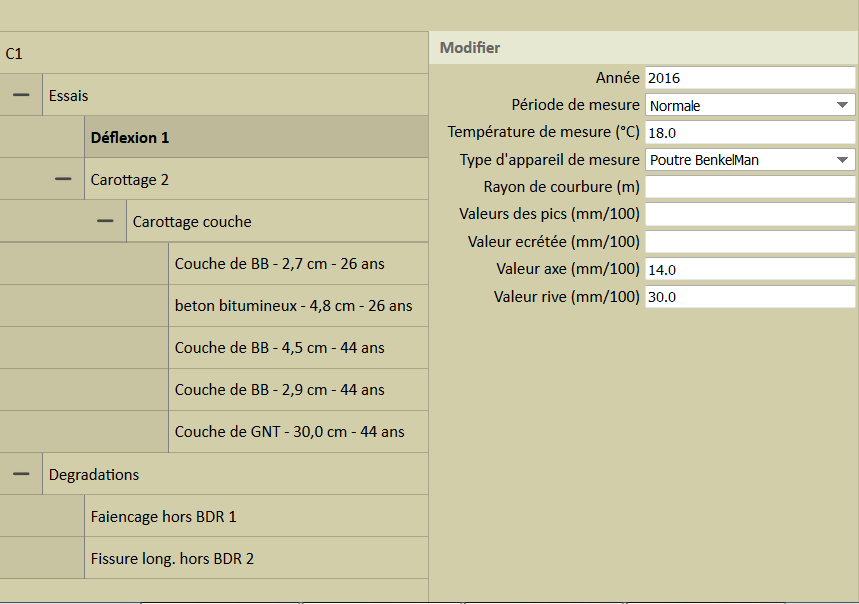 C1
Essais
Déflexion 1
Carottage 2
Carottage couche
Couche de BB - 2,7 cm - 26 ans
beton bitumineux - 4,8 cm - 26 ans
Couche de BB - 4,5 cm - 44 ans
Couche de BB - 2,9 cm - 44 ans
Couche de GNT - 30,0 cm - 44 ans
Degradations
Faiencage hors BDR 1
Fissure long. hors BDR 2
Modifier
Année 2016
Période de mesure Normale
Température de mesure (°C) 18.0
Type d'appareil de mesure Poutre BenkelMan
Rayon de courbure (m)
Valeurs des pics (mm/100)
Valeur ecrétée (mm/100)
Valeur axe (mm/100) 14.0
Valeur rive (mm/100) 30.0